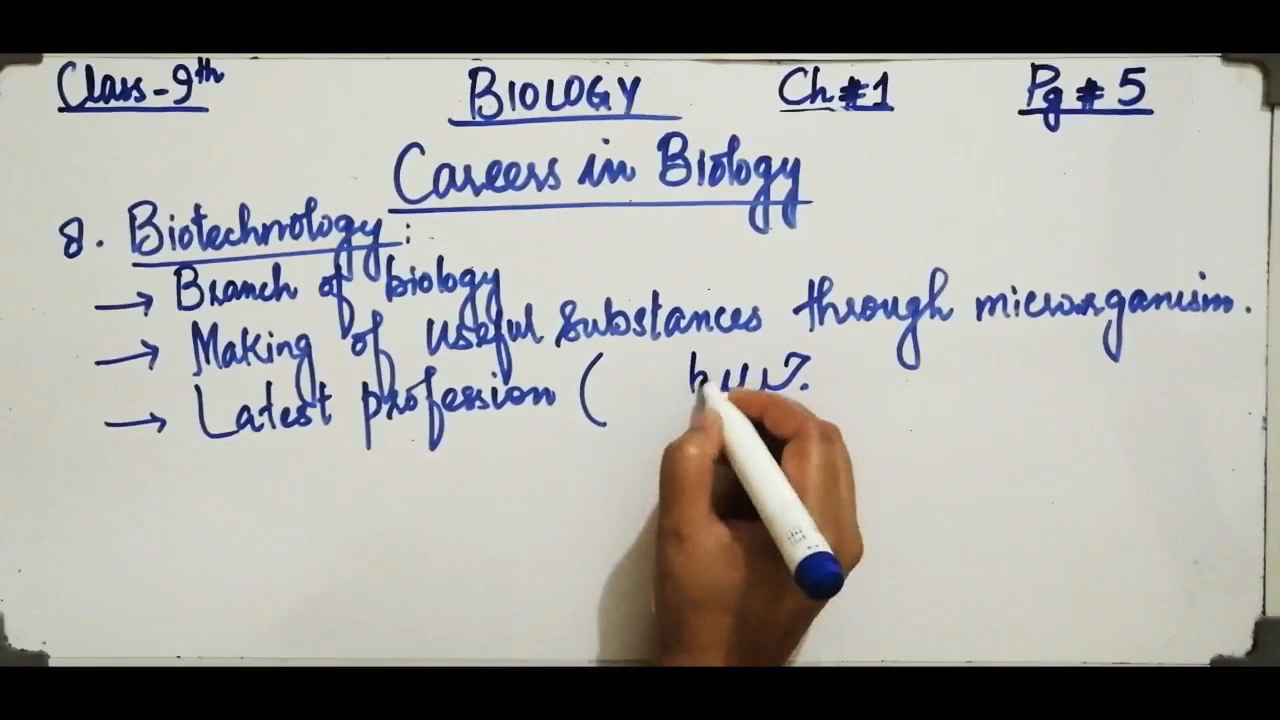 Class-9th BIOLOGY Ch#1 Pg#5
Careers in Biology
8. Biotechnology:
→ Branch of biology
→ Making of useful substances through microrganism.
→ Latest profession (